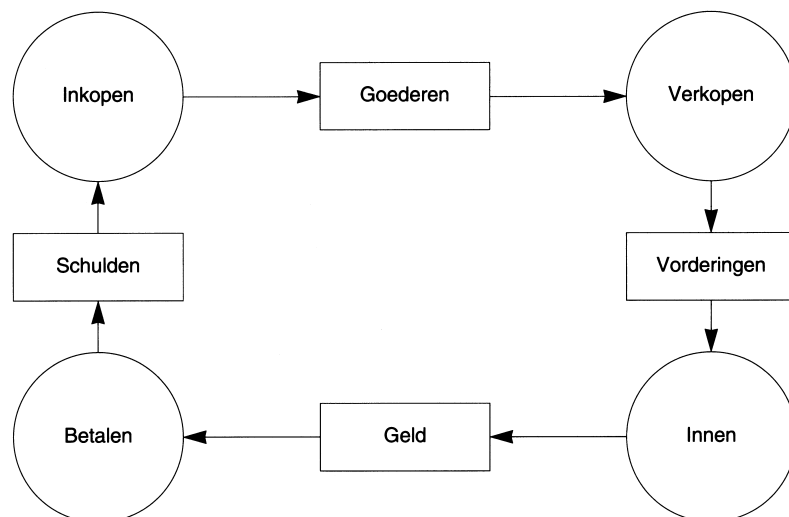 Inkopen
Goederen
Verkopen
Schulden
Vorderingen
Betalen
Geld
Innen